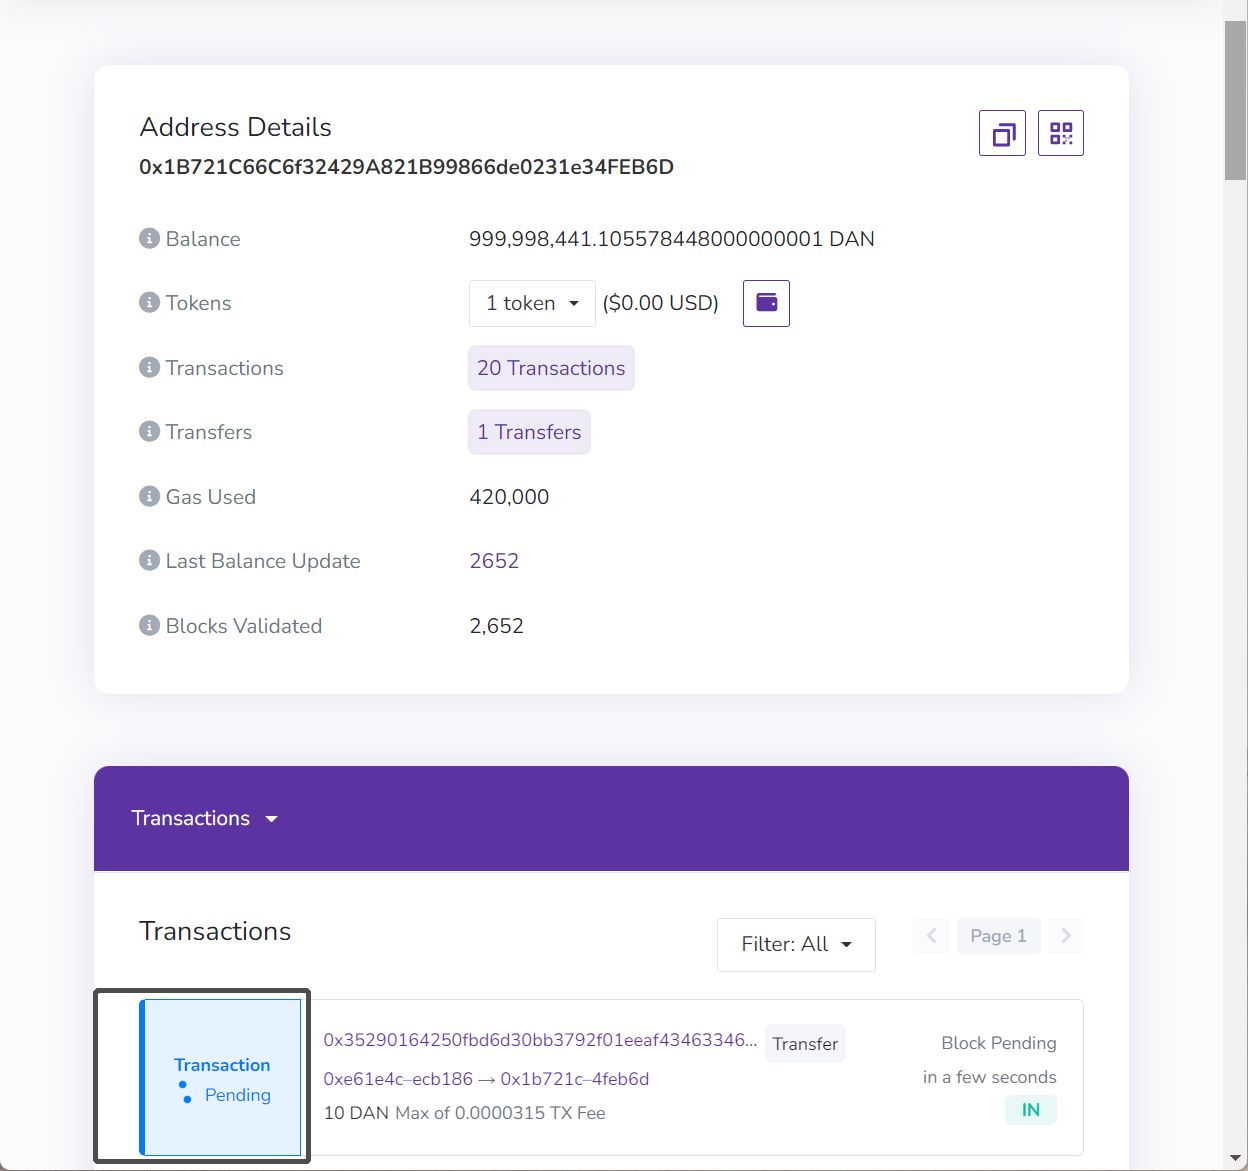 Address Details
0x1B721C66C6f32429A821B99866de0231e34FEB6D
Balance 999,998,441.105578448000000001 DAN
Tokens 1 token ($0.00 USD)
Transactions 20 Transactions
Transfers 1 Transfers
Gas Used 420,000
Last Balance Update 2652
Blocks Validated 2,652
Transactions
Transactions Filter: All Page 1
Transaction
Pending
0x35290164250fbd6d30bb3792f01eeaf43463346... Transfer
0xe61e4c–ecb186 → 0x1b721c–4feb6d
10 DAN Max of 0.0000315 TX Fee
Block Pending
in a few seconds
IN